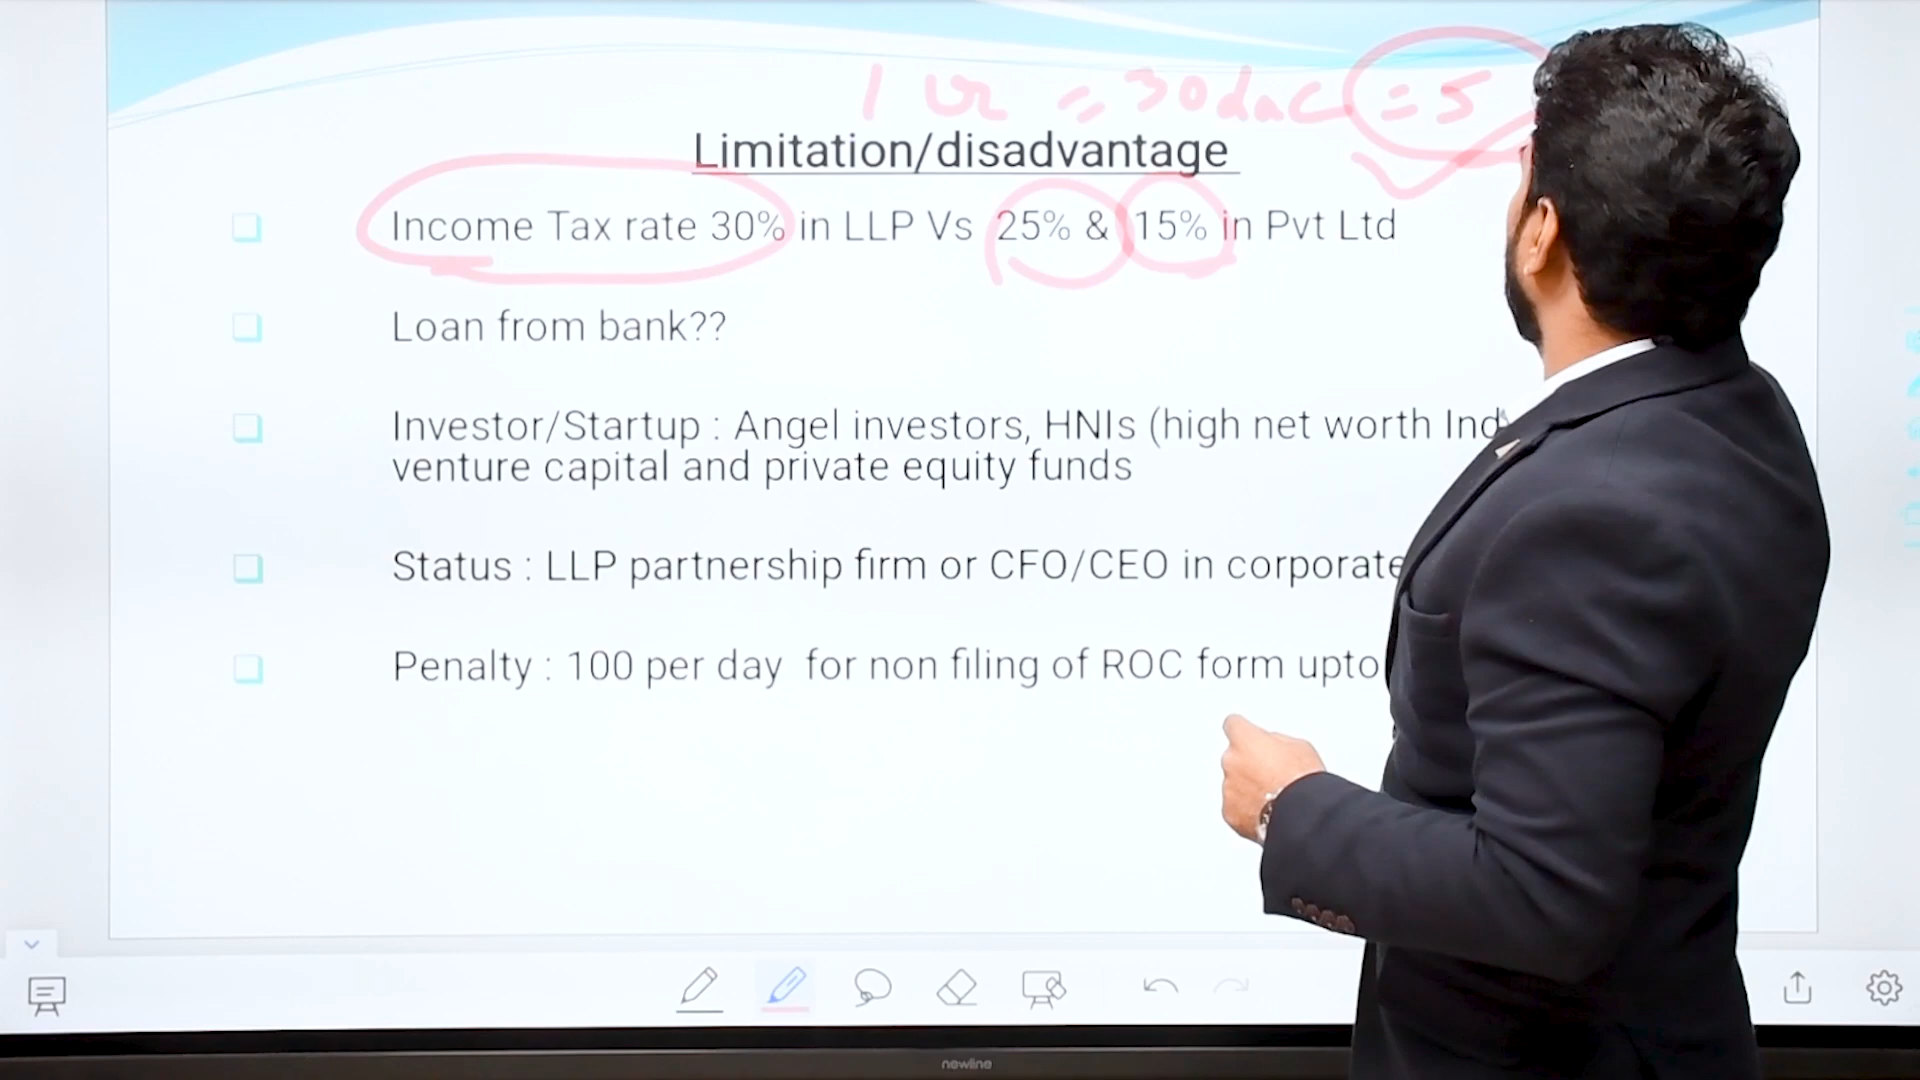 1 = 30 = 5
Limitation/disadvantage
Income Tax rate 30% in LLP Vs 25% & 15% in Pvt Ltd
Loan from bank??
Investor/Startup : Angel investors, HNIs (high net worth Ind
venture capital and private equity funds
Status : LLP partnership firm or CFO/CEO in corporate
Penalty : 100 per day for non filing of ROC form upto
newline